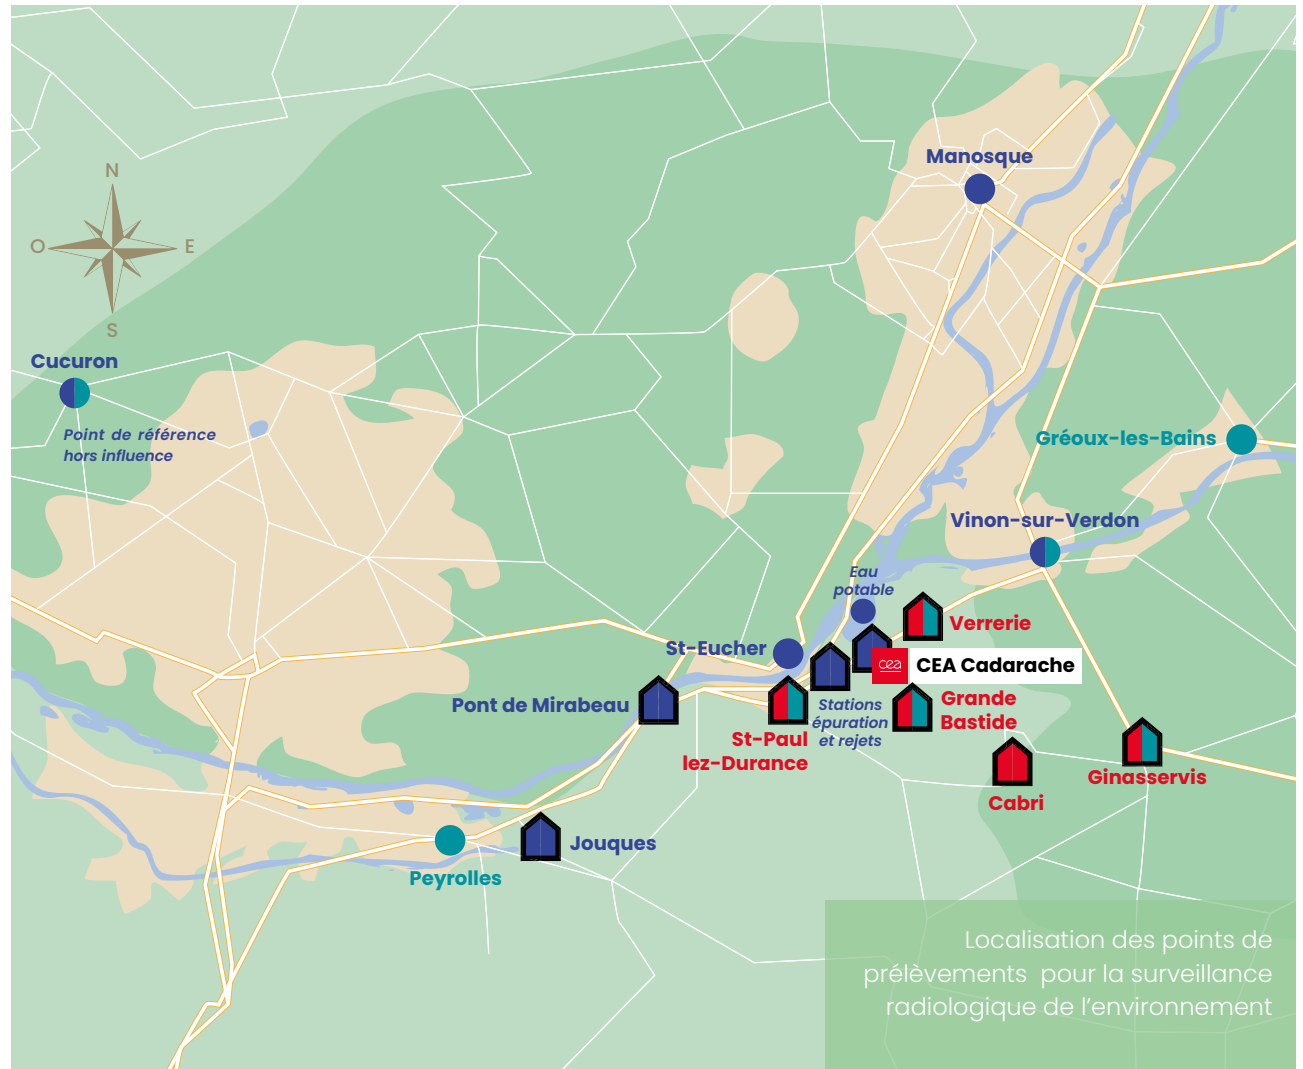 Manosque
N
O
E
S
Cucuron
Point de référence
hors influence
Gréoux-les-Bains
Vinon-sur-Verdon
Eau
potable
Verrerie
St-Eucher
cea
CEA Cadarache
Pont de Mirabeau
Grande
Bastide
Stations
épuration
et rejets
St-Paul
lez-Durance
Ginasservis
Cabri
Jouques
Peyrolles
Localisation des points de
prélèvements pour la surveillance
radiologique de l'environnement